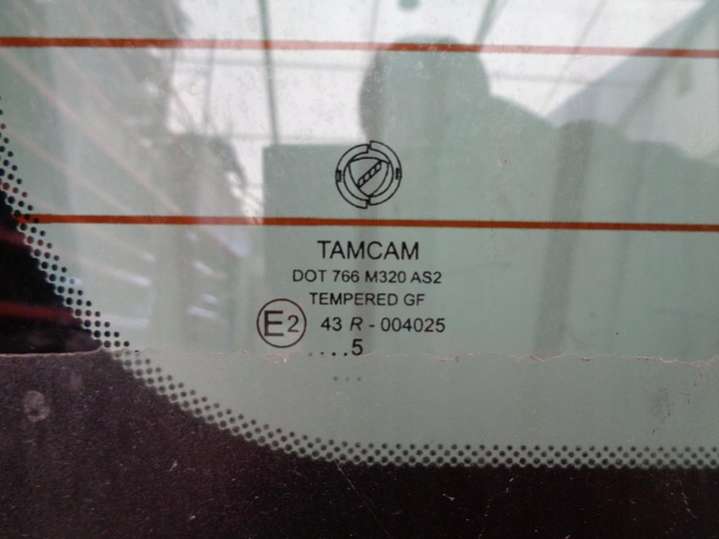 TAMCAM
DOT 766 M320 AS2
TEMPERED GF
E2 43 R - 004025
....5
...